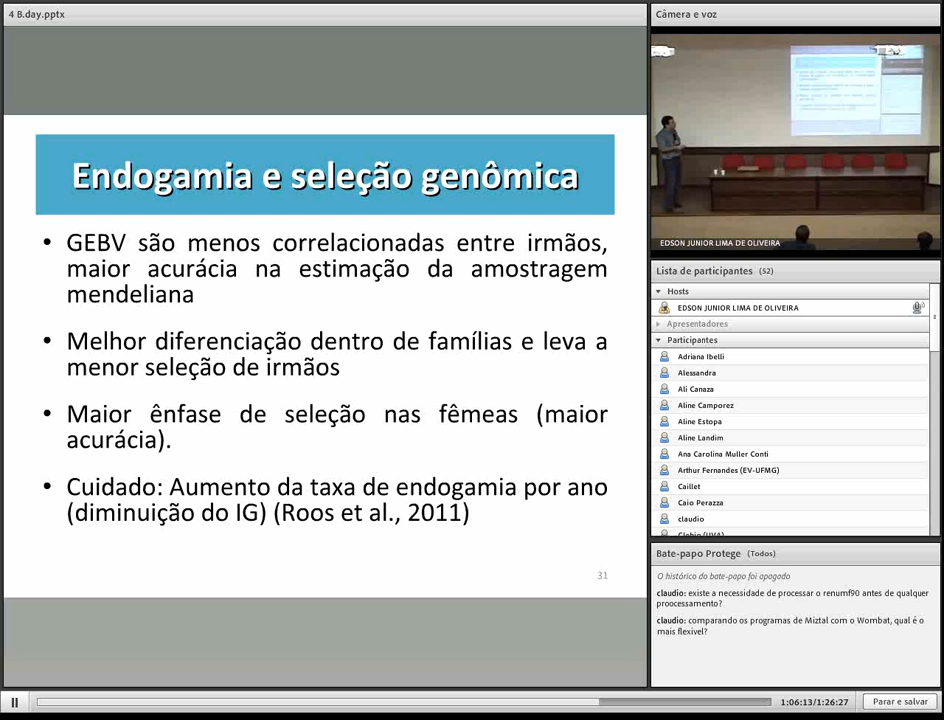 4 B.day.pptx
Endogamia e seleção genômica
• GEBV são menos correlacionadas entre irmãos,
maior acurácia na estimação da amostragem
mendeliana
• Melhor diferenciação dentro de famílias e leva a
menor seleção de irmãos
• Maior ênfase de seleção nas fêmeas (maior
acurácia).
• Cuidado: Aumento da taxa de endogamia por ano
(diminuição do IG) (Roos et al., 2011)
31
Câmera e voz
EDSON JUNIOR LIMA DE OLIVEIRA
Lista de participantes (52)
Hosts
EDSON JUNIOR LIMA DE OLIVEIRA
Apresentadores
Participantes
Adriana Ibelli
Alessandra
Ali Canaza
Aline Camporez
Aline Estopa
Aline Landim
Ana Carolina Muller Conti
Arthur Fernandes (EV-UFMG)
Caillet
Caio Perazza
claudio
Bate-papo Protege (Todos)
O histórico do bate-papo foi apagado
claudio: existe a necessidade de processar o renumf90 antes de qualquer
proocessamento?
claudio: comparando os programas de Miztal com o Wombat, qual é o
mais flexivel?
1:06:13/1:26:27
Parar e salvar